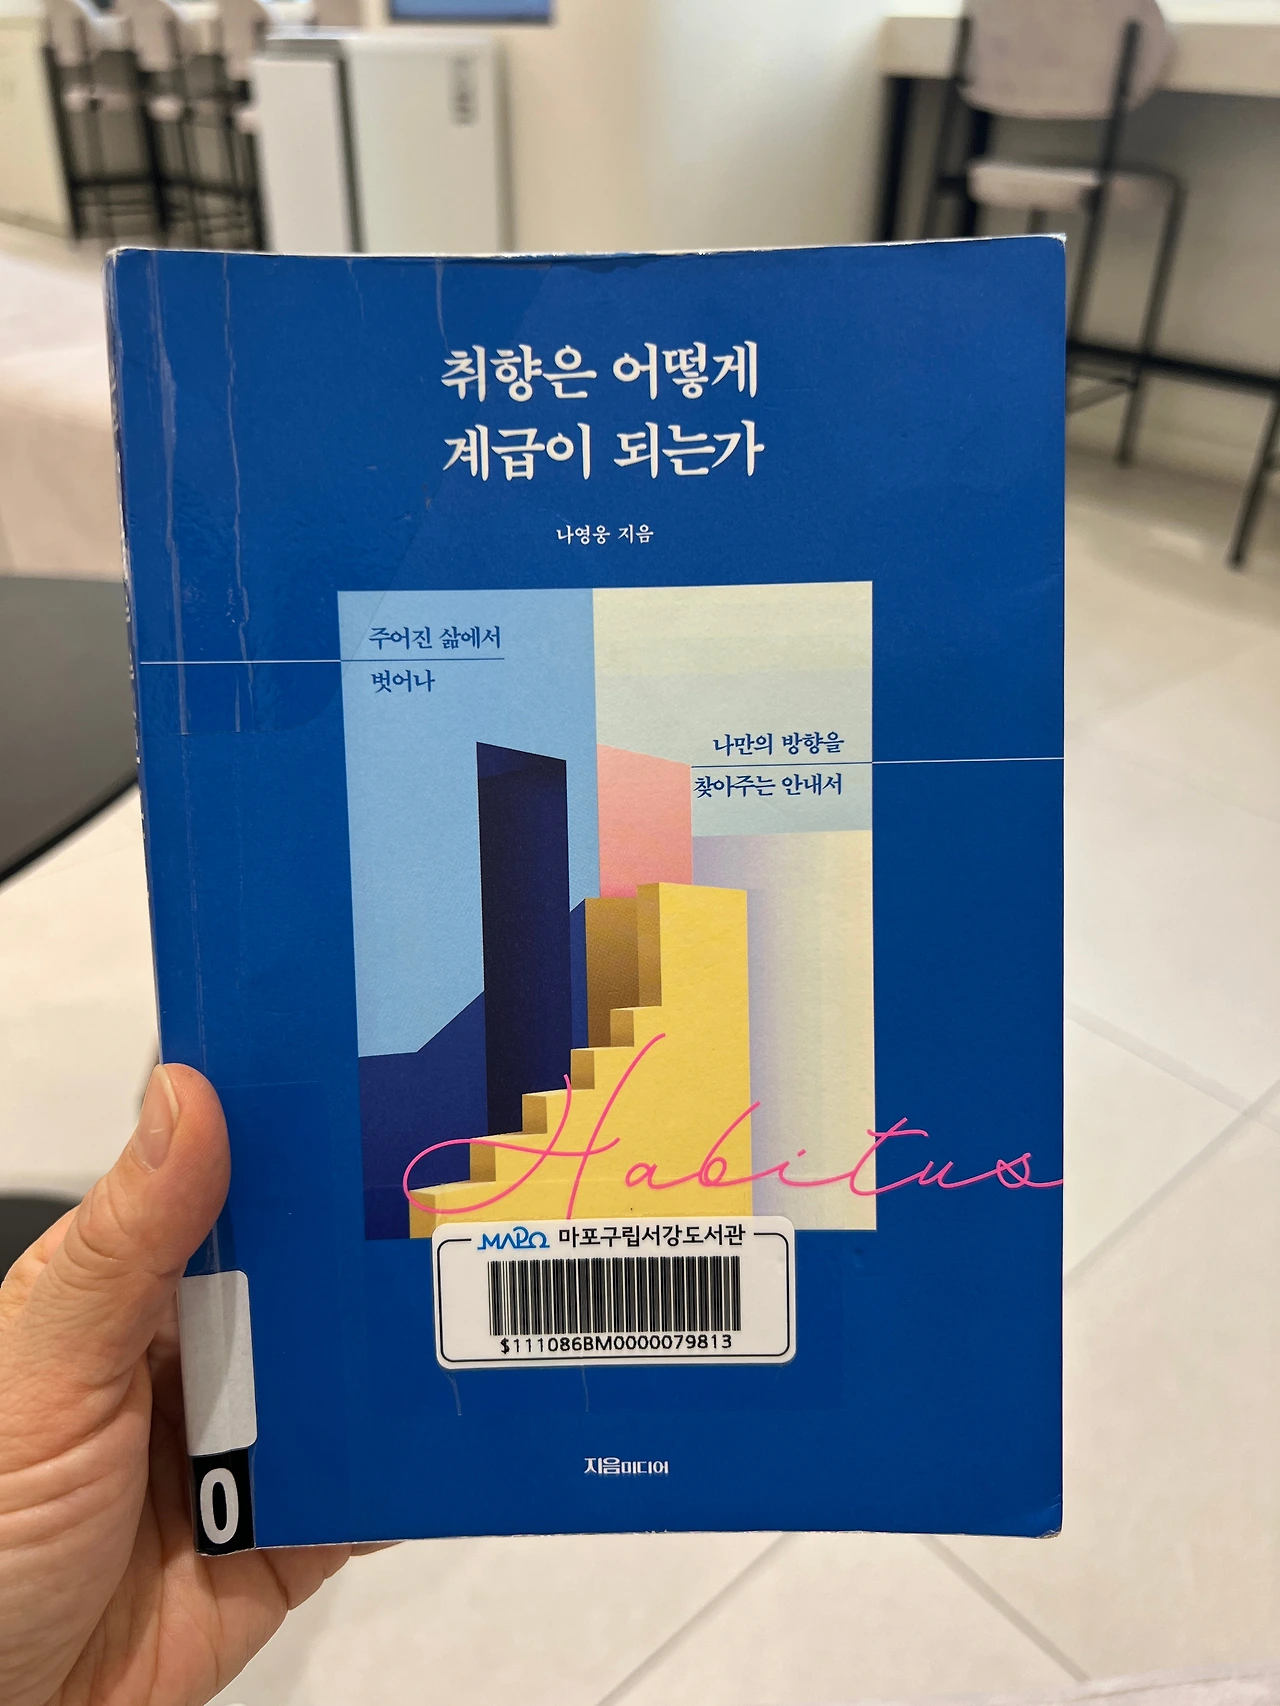 취향은 어떻게
계급이 되는가
나영웅 지음
주어진 삶에서
벗어나
나만의 방향을
찾아주는 안내서
Habitus
MAPO 마포구립서강도서관
$111086BM0000079813
지음미디어
0